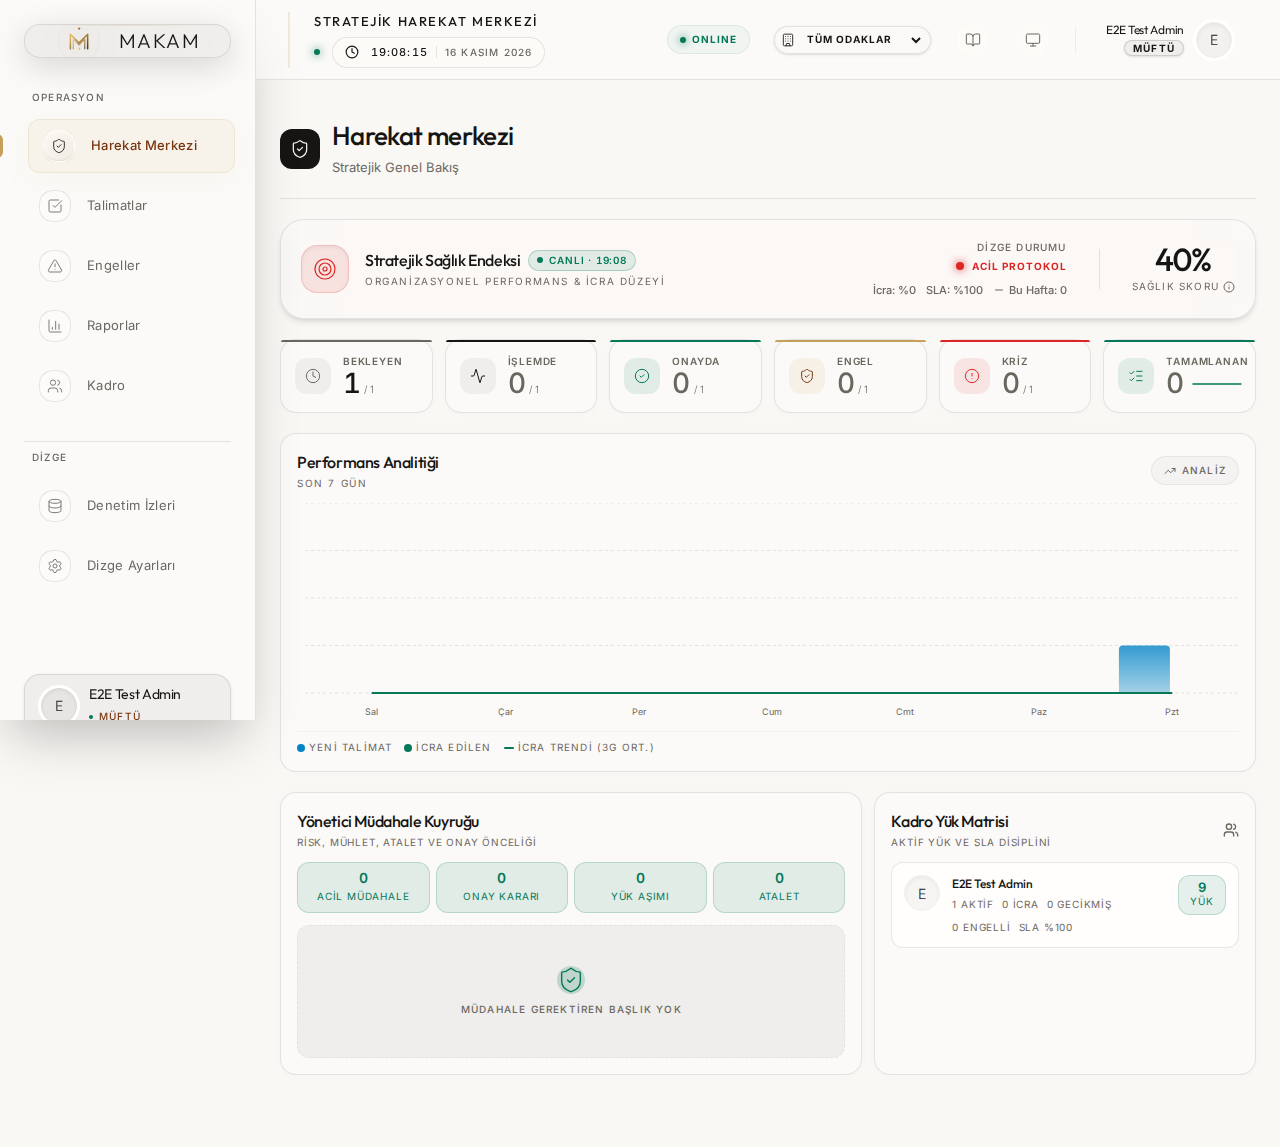 MAKAM
OPERASYON
Harekat Merkezi
Talimatlar
Engeller
Raporlar
Kadro
DİZGE
Denetim İzleri
Dizge Ayarları
E
E2E Test Admin
MÜFTÜ
STRATEJİK HAREKAT MERKEZİ
19:08:15 16 KASIM 2026
ONLINE
TÜM ODAKLAR
E2E Test Admin
MÜFTÜ
E
Harekat merkezi
Stratejik Genel Bakış
Stratejik Sağlık Endeksi CANLI · 19:08
ORGANİZASYONEL PERFORMANS & İCRA DÜZEYİ
DİZGE DURUMU
ACİL PROTOKOL
İcra: %0 SLA: %100 — Bu Hafta: 0
40%
SAĞLIK SKORU
BEKLEYEN
1 / 1
İŞLEMDE
0 / 1
ONAYDA
0 / 1
ENGEL
0 / 1
KRİZ
0 / 1
TAMAMLANAN
0
Performans Analitiği
SON 7 GÜN
ANALİZ
Sal Çar Per Cum Cmt Paz Pzt
YENİ TALİMAT İCRA EDİLEN İCRA TRENDİ (3G ORT.)
Yönetici Müdahale Kuyruğu
RİSK, MÜHLET, ATALET VE ONAY ÖNCELİĞİ
0
ACİL MÜDAHALE
0
ONAY KARARI
0
YÜK AŞIMI
0
ATALET
MÜDAHALE GEREKTİREN BAŞLIK YOK
Kadro Yük Matrisi
AKTİF YÜK VE SLA DİSİPLİNİ
E
E2E Test Admin
1 AKTİF 0 İCRA 0 GECİKMİŞ
0 ENGELLİ SLA %100
9
YÜK